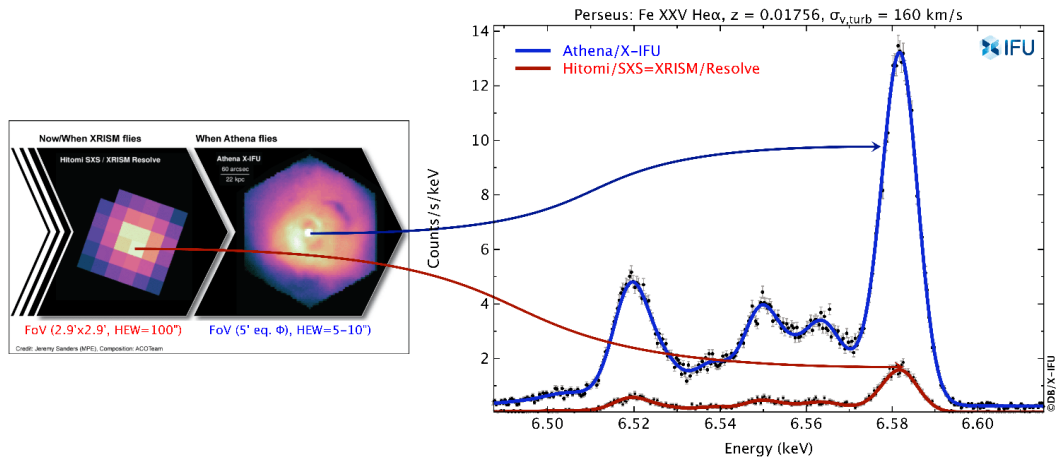 Now/When XRISM flies
When Athena flies
Hitomi SXS / XRISM Resolve
Athena X-IFU
60 arcsec
22 kpc
FoV (2.9'x2.9', HEW=100")
FoV (5' eq. Φ), HEW=5-10")
Credit: Jeremy Sanders (MPE), Composition: ACOTeam
Perseus: Fe XXV Heα, z = 0.01756, σv,turb = 160 km/s
Athena/X-IFU
Hitomi/SXS=XRISM/Resolve
X IFU
Counts/s/keV
14
12
10
8
6
4
2
6.50
6.52
6.54
6.56
6.58
6.60
Energy (keV)
©DB/X-IFU